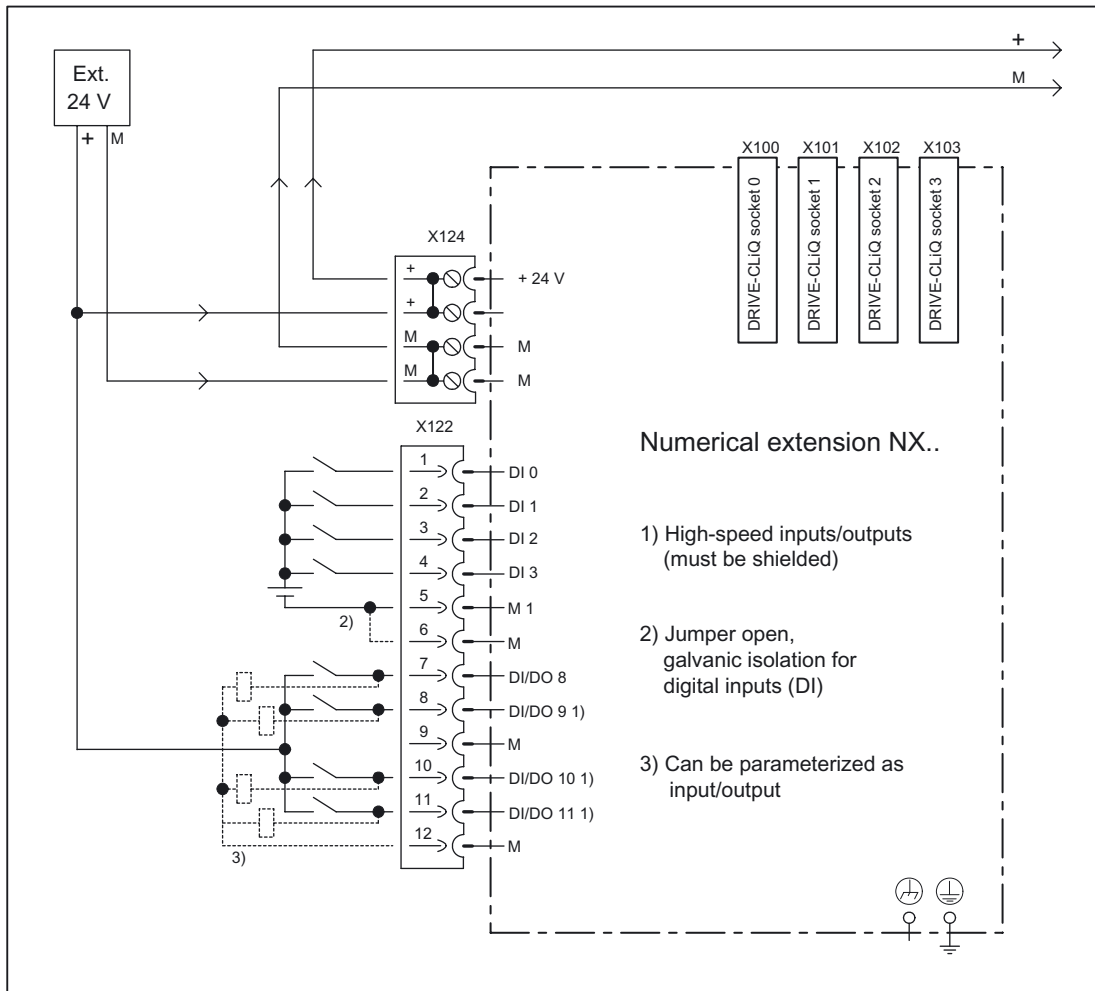 +
M
Ext.
24 V
+ M
X100 X101 X102 X103
DRIVE-CLiQ socket 0
DRIVE-CLiQ socket 1
DRIVE-CLiQ socket 2
DRIVE-CLiQ socket 3
X124
+ + 24 V
+
M M
M M
X122
1 DI 0
2 DI 1
3 DI 2
4 DI 3
5 M 1
2)
6 M
7 DI/DO 8
8 DI/DO 9 1)
9 M
10 DI/DO 10 1)
11 DI/DO 11 1)
12 M
3)
Numerical extension NX..
1) High-speed inputs/outputs
(must be shielded)
2) Jumper open,
galvanic isolation for
digital inputs (DI)
3) Can be parameterized as
input/output